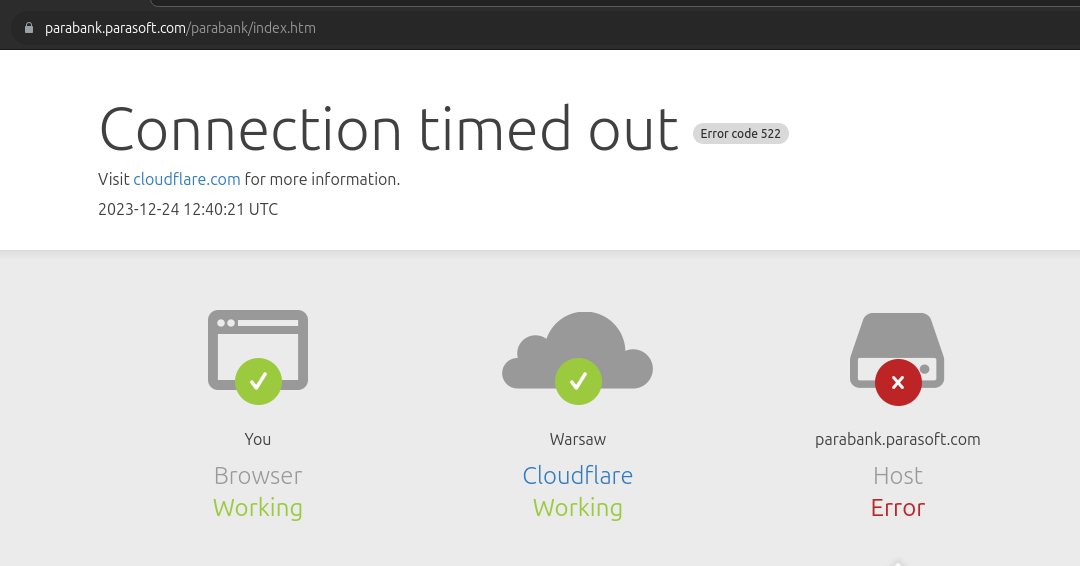 parabank.parasoft.com/parabank/index.htm
Connection timed out Error code 522
Visit cloudflare.com for more information.
2023-12-24 12:40:21 UTC
You
Browser
Working
Warsaw
Cloudflare
Working
parabank.parasoft.com
Host
Error